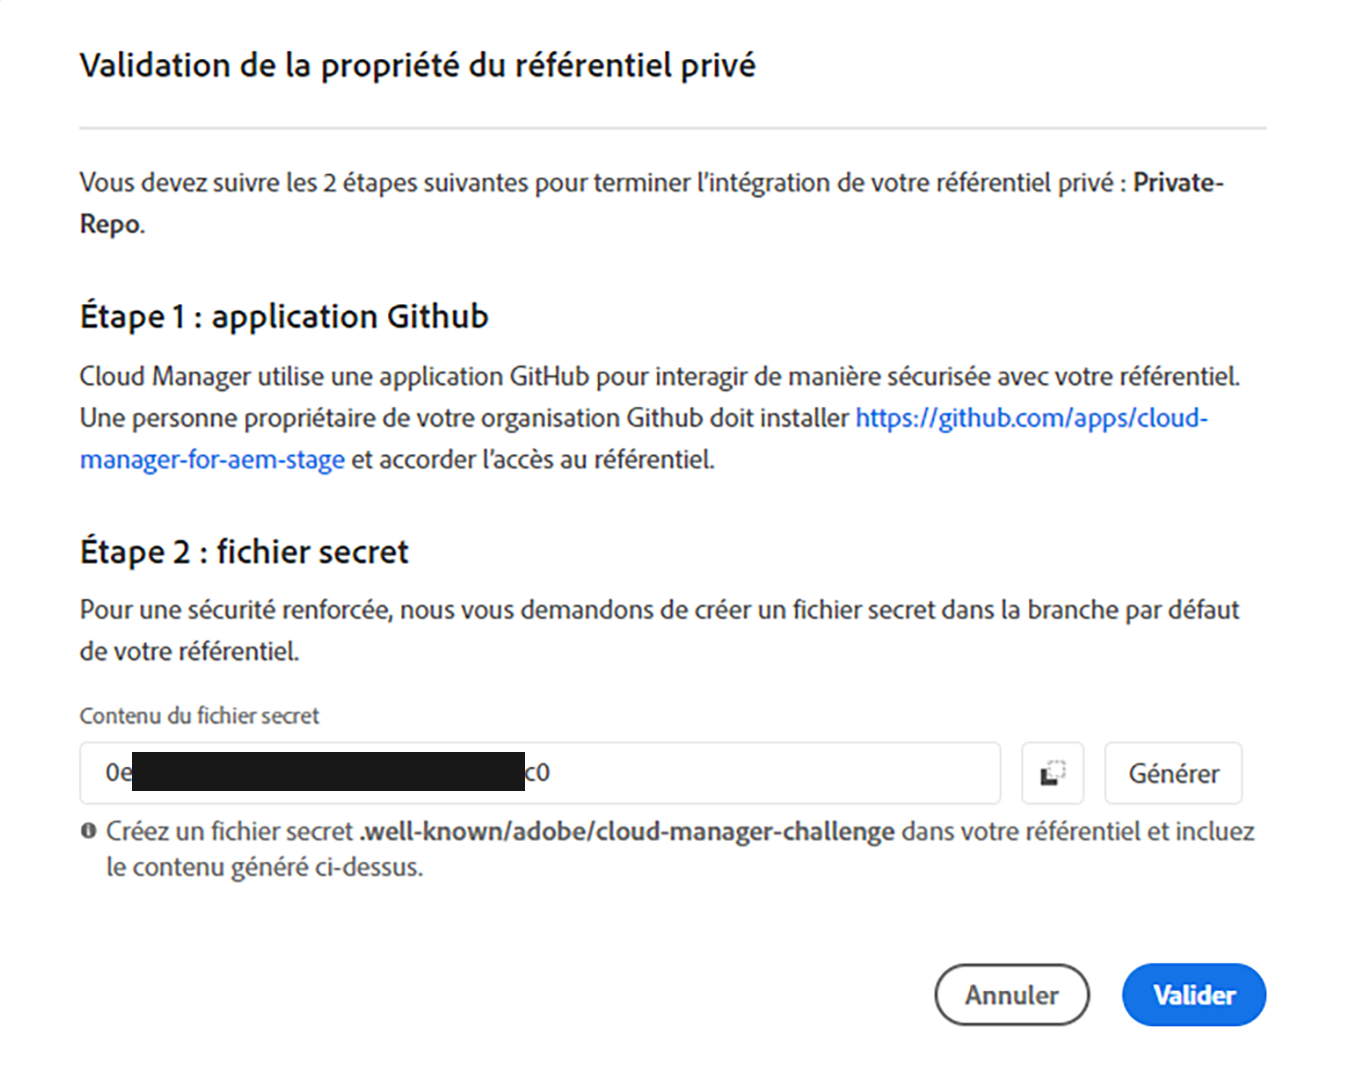 Validation de la propriété du référentiel privé
Vous devez suivre les 2 étapes suivantes pour terminer l'intégration de votre référentiel privé : Private-
Repo.
Étape 1 : application Github
Cloud Manager utilise une application GitHub pour interagir de manière sécurisée avec votre référentiel.
Une personne propriétaire de votre organisation Github doit installer https://github.com/apps/cloud-
manager-for-aem-stage et accorder l'accès au référentiel.
Étape 2 : fichier secret
Pour une sécurité renforcée, nous vous demandons de créer un fichier secret dans la branche par défaut
de votre référentiel.
Contenu du fichier secret
0e c0
Générer
Créez un fichier secret .well-known/adobe/cloud-manager-challenge dans votre référentiel et incluez
le contenu généré ci-dessus.
Annuler
Valider